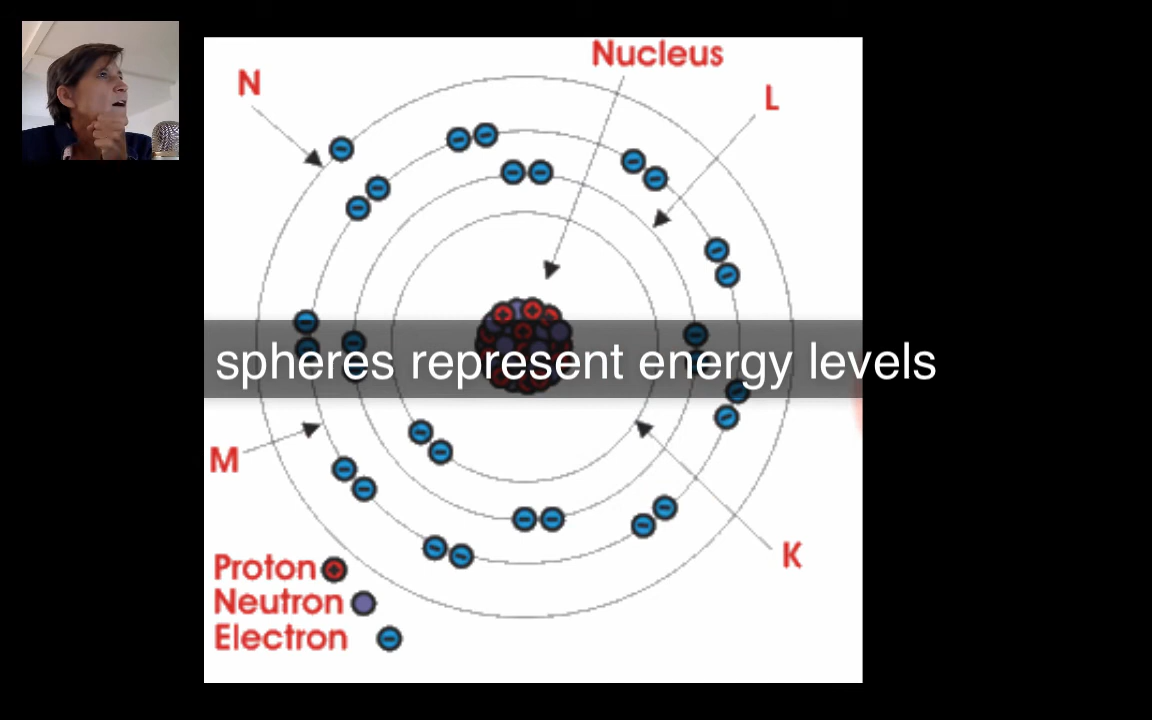 Nucleus
N
L
spheres represent energy levels
M
K
Proton
Neutron
Electron